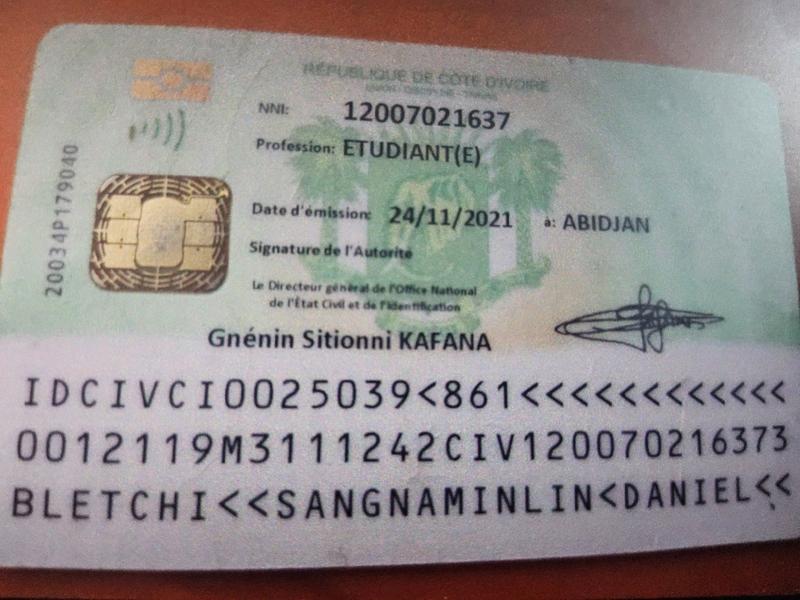 RÉPUBLIQUE DE CÔTE D'IVOIRE
NNI: 12007021637
Profession: ETUDIANT(E)
Date d'émission: 24/11/2021 à: ABIDJAN
Signature de l'Autorité
Le Directeur général de l'Office National
de l'État Civil et de l'Identification
Gnénin Sitionni KAFANA
20034P179040
IDCIVCI0025039<861<<<<<<<<<<<<
0012119M3111242CIV120070216373
BLETCHI<<SANGNAMINLIN<DANIEL<<